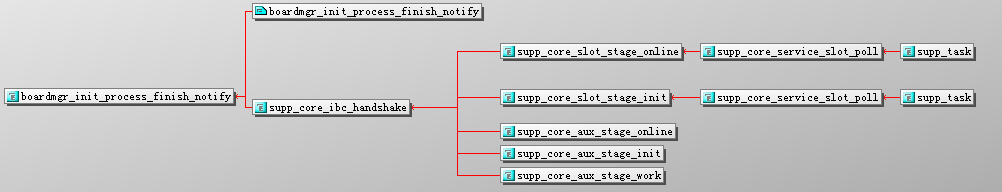 boardmgr_init_process_finish_notify
supp_core_slot_stage_online
supp_core_service_slot_poll
supp_task
boardmgr_init_process_finish_notify
supp_core_ibc_handshake
supp_core_slot_stage_init
supp_core_service_slot_poll
supp_task
supp_core_aux_stage_online
supp_core_aux_stage_init
supp_core_aux_stage_work